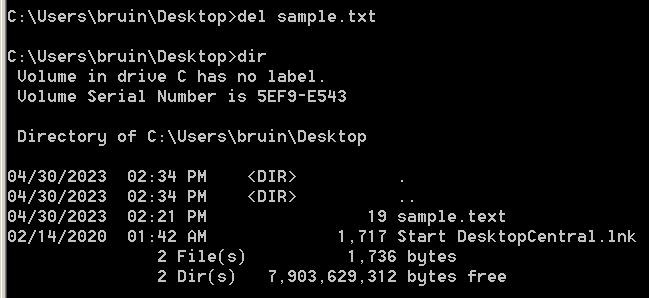 C:\Users\bruin\Desktop>del sample.txt
C:\Users\bruin\Desktop>dir
Volume in drive C has no label.
Volume Serial Number is 5EF9-E543
Directory of C:\Users\bruin\Desktop
04/30/2023  02:34 PM    <DIR>          .
04/30/2023  02:34 PM    <DIR>          ..
04/30/2023  02:21 PM                19 sample.text
02/14/2020  01:42 AM             1,717 Start DesktopCentral.lnk
2 File(s)          1,736 bytes
2 Dir(s)   7,903,629,312 bytes free